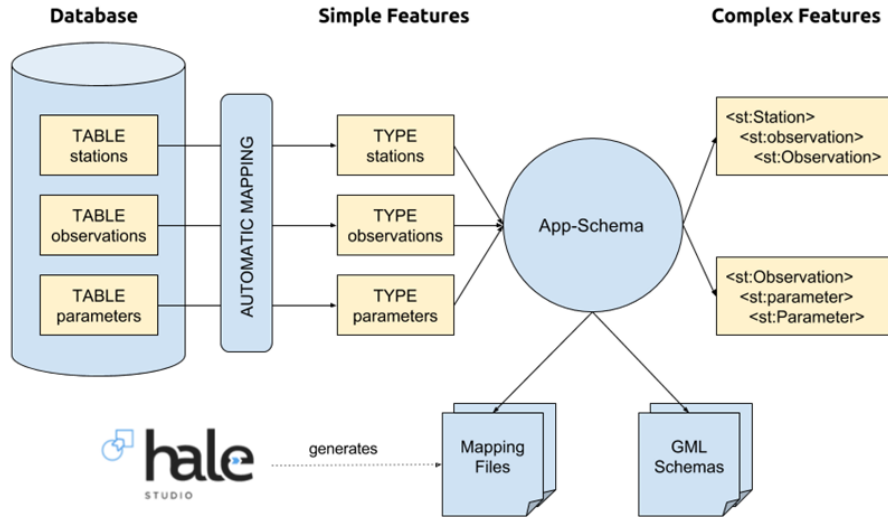 Database
Simple Features
Complex Features
TABLE
stations
TABLE
observations
TABLE
parameters
AUTOMATIC MAPPING
TYPE
stations
TYPE
observations
TYPE
parameters
App-Schema
<st:Station>
<st:observation>
<st:Observation>
<st:Observation>
<st:parameter>
<st:Parameter>
hale
STUDIO
generates
Mapping
Files
GML
Schemas